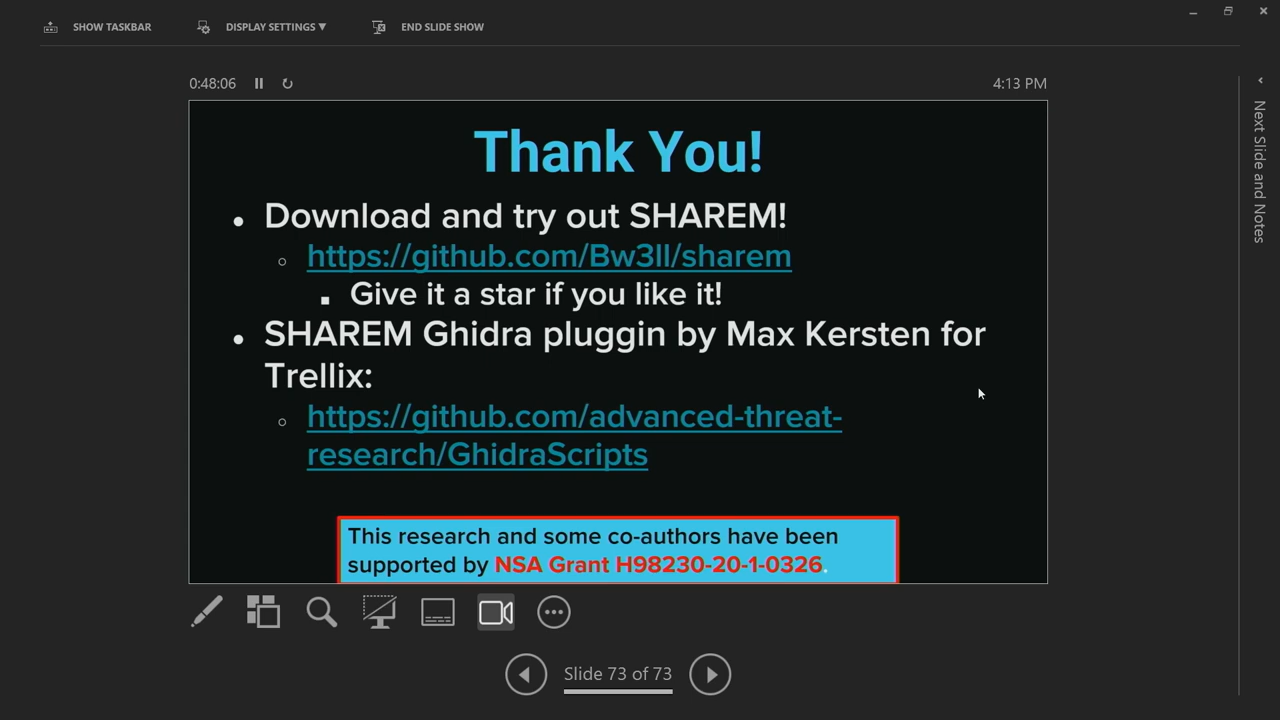 SHOW TASKBAR
DISPLAY SETTINGS ▼
END SLIDE SHOW
0:48:06
4:13 PM
Thank You!
• Download and try out SHAREM!
○ https://github.com/Bw3ll/sharem
▪ Give it a star if you like it!
• SHAREM Ghidra pluggin by Max Kersten for
Trellix:
○ https://github.com/advanced-threat-
research/GhidraScripts
This research and some co-authors have been
supported by NSA Grant H98230-20-1-0326.
Slide 73 of 73
Next Slide and Notes